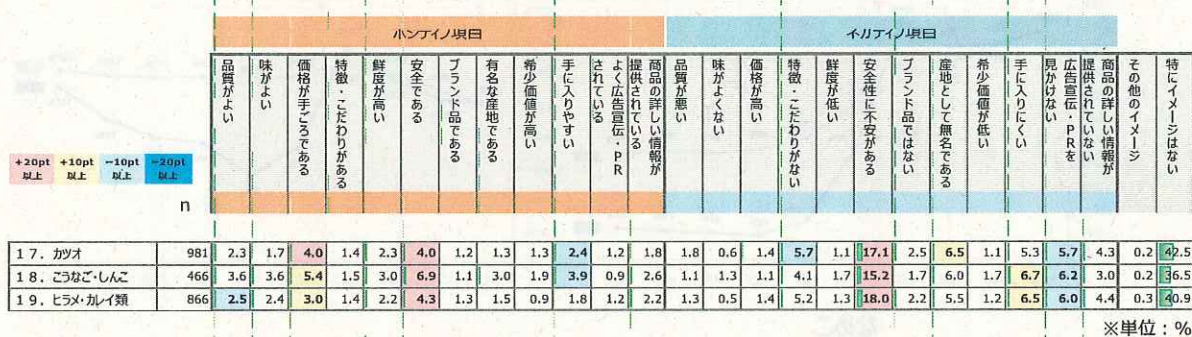 ポジティブ項目
ネガティブ項目
品質がよい
味がよい
価格が手ごろである
特徴・こだわりがある
鮮度が高い
安全である
ブランド品である
有名な産地である
希少価値が高い
手に入りやすい
よく広告宣伝・PR
されている
商品の詳しい情報が
提供されている
品質が悪い
味がよくない
価格が高い
特徴・こだわりがない
鮮度が低い
安全性に不安がある
ブランド品ではない
産地として無名である
希少価値が低い
手に入りにくい
広告宣伝・PRを
見かけない
商品の詳しい情報が
提供されていない
その他のイメージ
特にイメージはない
+20pt 以上
+10pt 以上
-10pt 以上
-20pt 以上
n
17. カツオ 981 2.3 1.7 4.0 1.4 2.3 4.0 1.2 1.3 1.3 2.4 1.2 1.8 1.8 0.6 1.4 5.7 1.1 17.1 2.5 6.5 1.1 5.3 5.7 4.3 0.2 42.5
18. こうなご・しんこ 466 3.6 3.6 5.4 1.5 3.0 6.9 1.1 3.0 1.9 3.9 0.9 2.6 1.1 1.3 1.1 4.1 1.7 15.2 1.7 6.0 1.7 6.7 6.2 3.0 0.2 36.5
19. ヒラメ・カレイ類 866 2.5 2.4 3.0 1.4 2.2 4.3 1.3 1.5 0.9 1.8 1.2 2.2 1.3 0.5 1.4 5.2 1.3 18.0 2.2 5.5 1.2 6.5 6.0 4.4 0.3 40.9
※単位：%